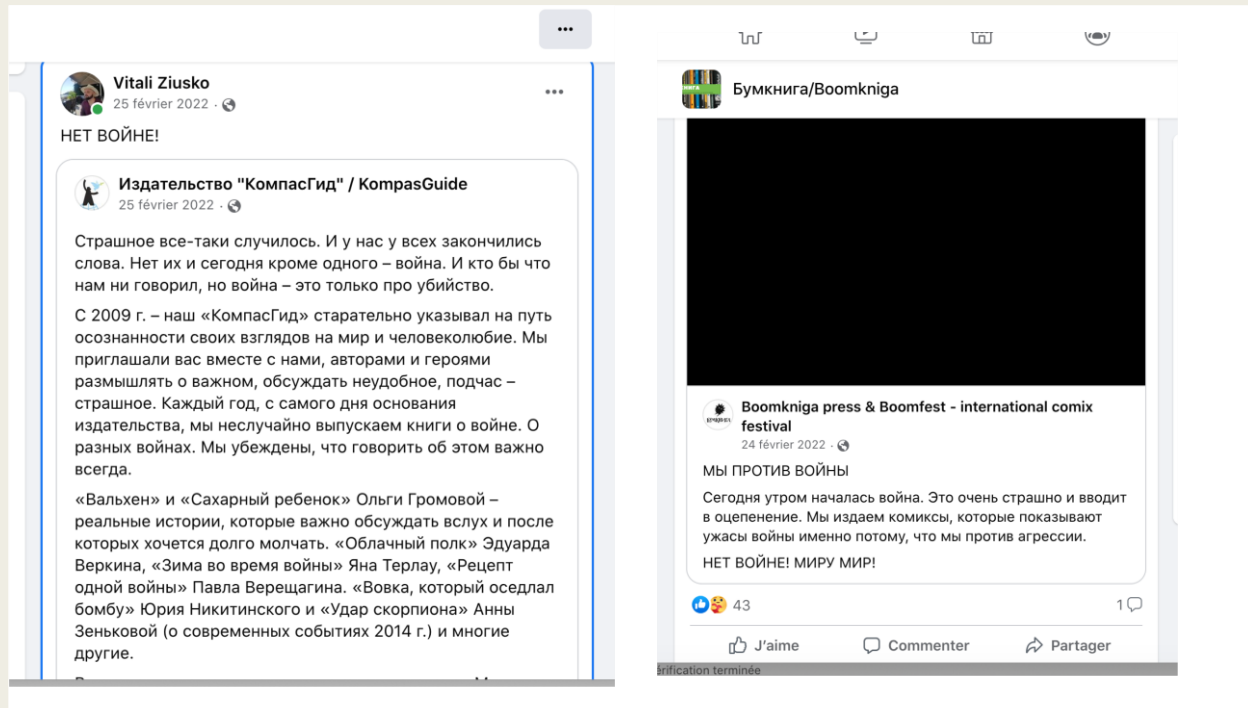 Vitali Ziusko
25 février 2022
НЕТ ВОЙНЕ!
Издательство "КомпасГид" / KompasGuide
25 février 2022
Страшное все-таки случилось. И у нас у всех закончились
слова. Нет их и сегодня кроме одного – война. И кто бы что
нам ни говорил, но война – это только про убийство.
С 2009 г. – наш «КомпасГид» старательно указывал на путь
осознанности своих взглядов на мир и человеколюбие. Мы
приглашали вас вместе с нами, авторами и героями
размышлять о важном, обсуждать неудобное, подчас –
страшное. Каждый год, с самого дня основания
издательства, мы неслучайно выпускаем книги о войне. О
разных войнах. Мы убеждены, что говорить об этом важно
всегда.
«Вальхен» и «Сахарный ребенок» Ольги Громовой –
реальные истории, которые важно обсуждать вслух и после
которых хочется долго молчать. «Облачный полк» Эдуарда
Веркина, «Зима во время войны» Яна Терлау, «Рецепт
одной войны» Павла Верещагина. «Вовка, который оседлал
бомбу» Юрия Никитинского и «Удар скорпиона» Анны
Зеньковой (о современных событиях 2014 г.) и многие
другие.
Бумкнига/Boomkniga
Boomkniga press & Boomfest - international comix
festival
24 février 2022
МЫ ПРОТИВ ВОЙНЫ
Сегодня утром началась война. Это очень страшно и вводит
в оцепенение. Мы издаем комиксы, которые показывают
ужасы войны именно потому, что мы против агрессии.
НЕТ ВОЙНЕ! МИРУ МИР!
43
1
J'aime
Commenter
Partager
érification terminée